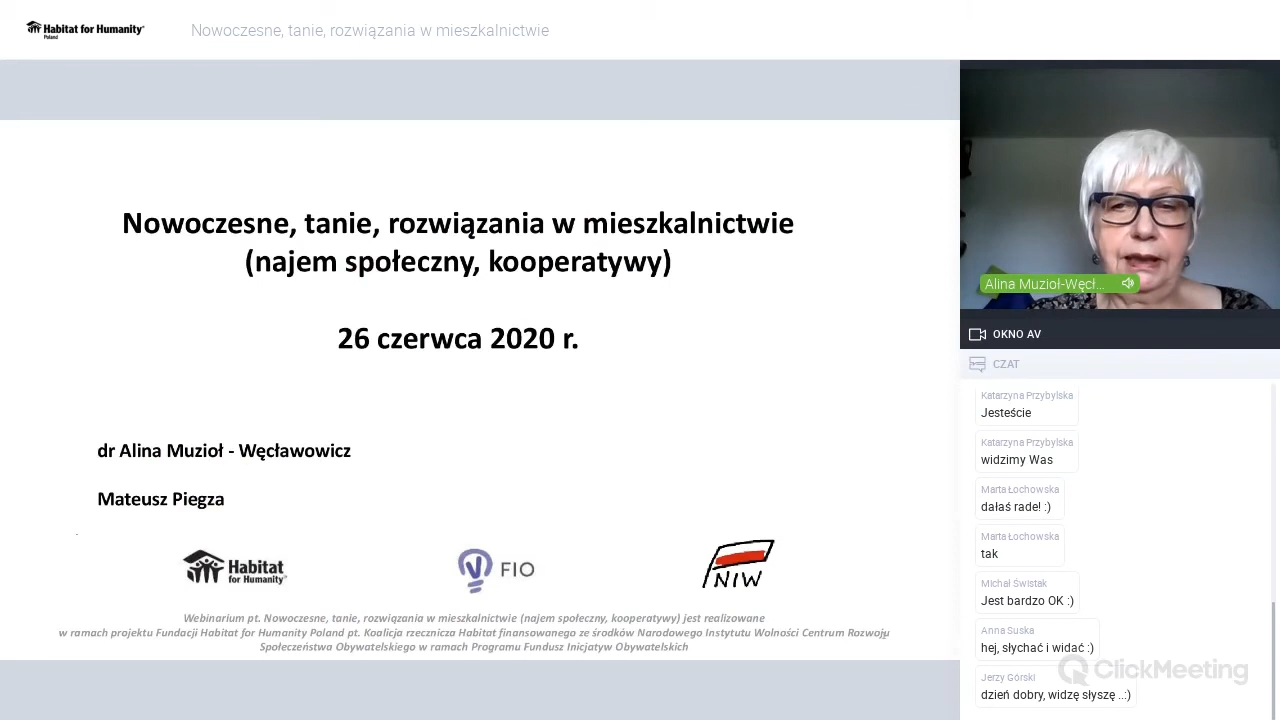 Habitat for Humanity®
Poland
Nowoczesne, tanie, rozwiązania w mieszkalnictwie
Nowoczesne, tanie, rozwiązania w mieszkalnictwie
(najem społeczny, kooperatywy)
26 czerwca 2020 r.
dr Alina Muzioł - Węcławowicz
Mateusz Piegza
Habitat
for Humanity®
FIO
NIW
Webinarium pt. Nowoczesne, tanie, rozwiązania w mieszkalnictwie (najem społeczny, kooperatywy) jest realizowane
w ramach projektu Fundacji Habitat for Humanity Poland pt. Koalicja rzecznicza Habitat finansowanego ze środków Narodowego Instytutu Wolności Centrum Rozwoju
Społeczeństwa Obywatelskiego w ramach Programu Fundusz Inicjatyw Obywatelskich
Alina Muzioł-Węcł...
OKNO AV
CZAT
Katarzyna Przybylska
Jesteście
Katarzyna Przybylska
widzimy Was
Marta Łochowska
dałaś rade! :)
Marta Łochowska
tak
Michał Świstak
Jest bardzo OK :)
Anna Suska
hej, słychać i widać :)
Jerzy Górski
dzień dobry, widzę słyszę ..:)
ClickMeeting